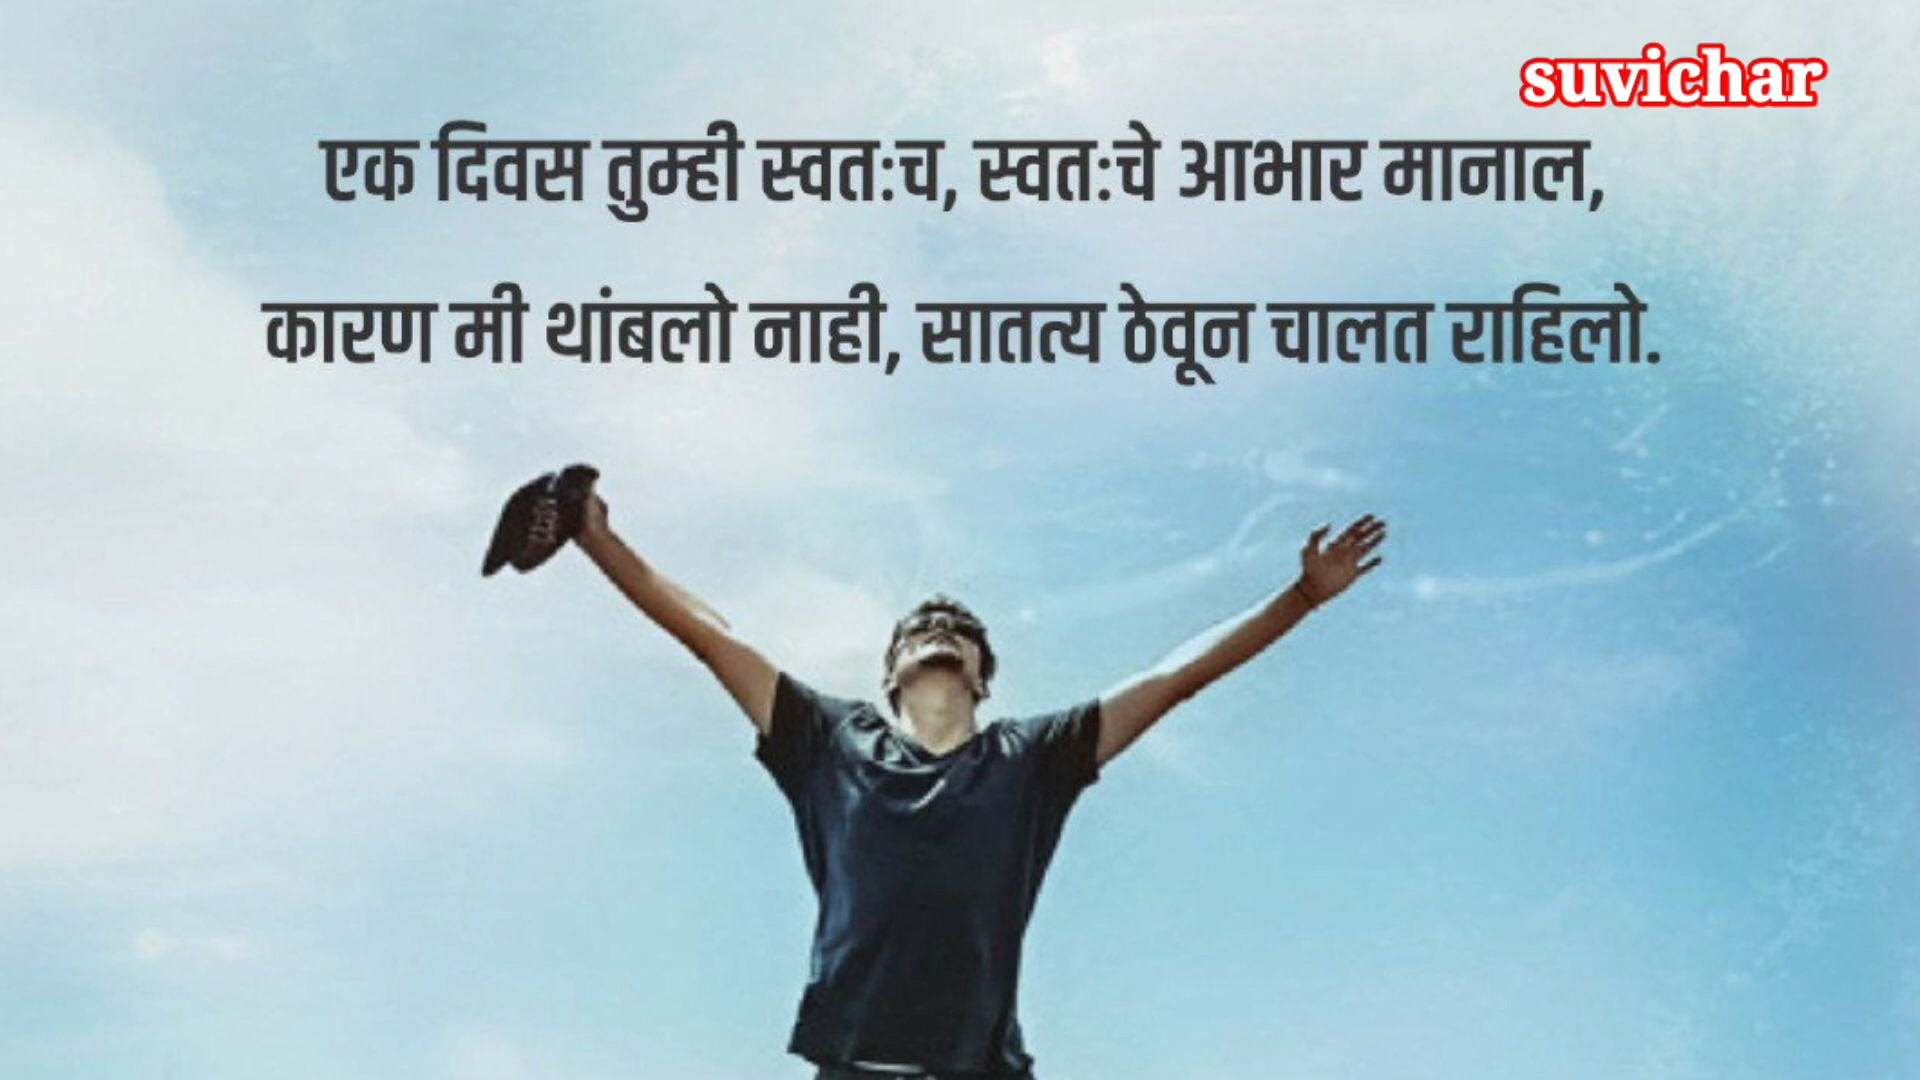 suvichar
एक दिवस तुम्ही स्वतःच, स्वतःचे आभार मानाल,
कारण मी थांबलो नाही, सातत्य ठेवून चालत राहिलो.